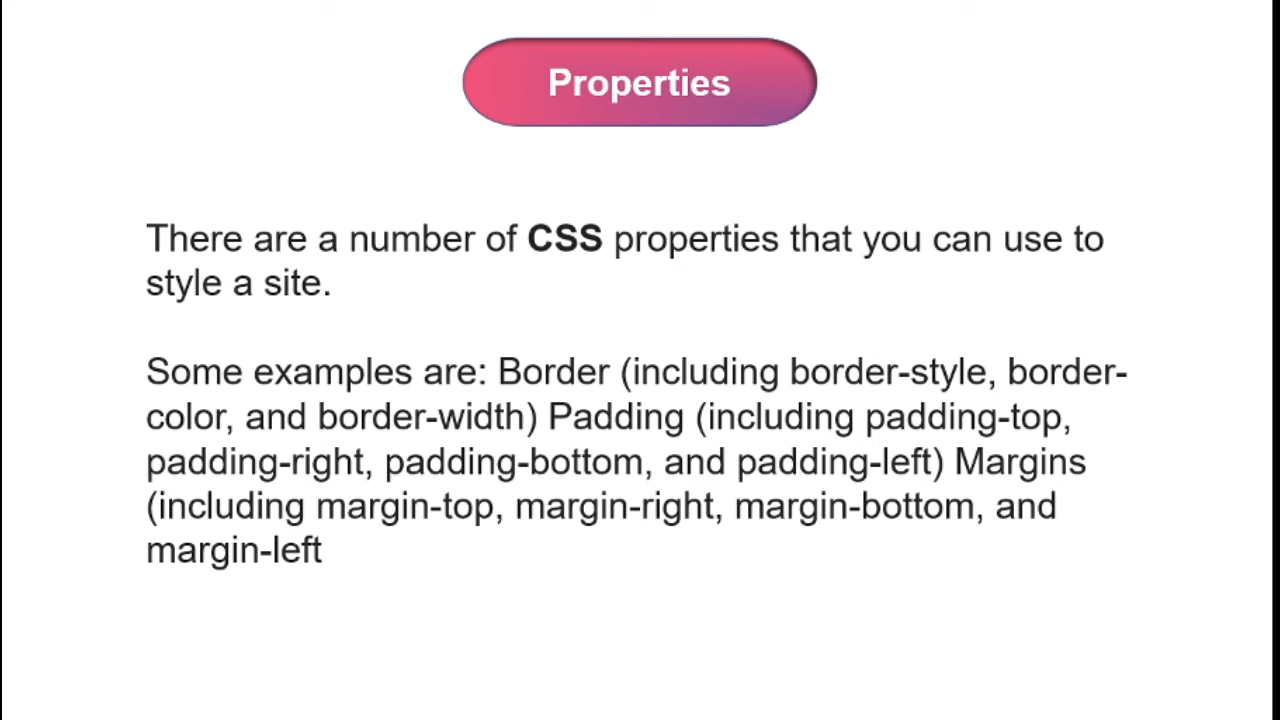 Properties
There are a number of CSS properties that you can use to
style a site.
Some examples are: Border (including border-style, border-
color, and border-width) Padding (including padding-top,
padding-right, padding-bottom, and padding-left) Margins
(including margin-top, margin-right, margin-bottom, and
margin-left